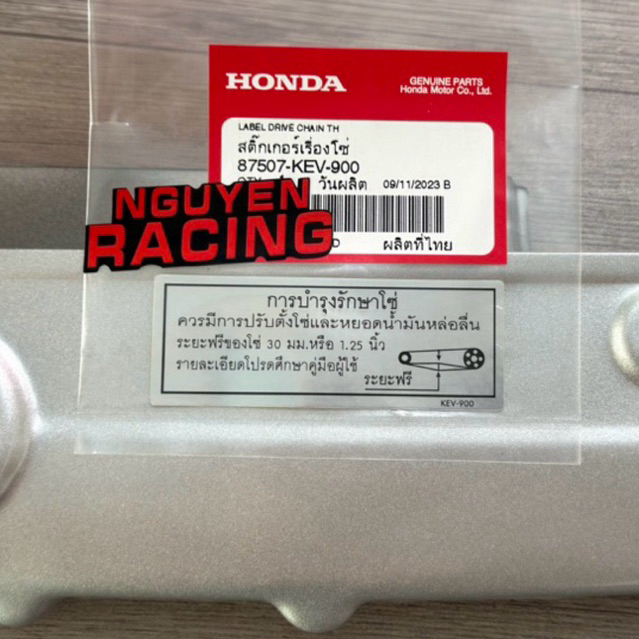 HONDA
GENUINE PARTS
Honda Motor Co., Ltd.
LABEL DRIVE CHAIN TH
สติ๊กเกอร์เรื่องโซ่
87507-KEV-900
วันผลิต 09/11/2023 B
ผลิตที่ไทย
NGUYEN
RACING
การบำรุงรักษาโซ่
ควรมีการปรับตั้งโซ่และหยอดน้ำมันหล่อลื่น
ระยะฟรีของโซ่ 30 มม.หรือ 1.25 นิ้ว
รายละเอียดโปรดศึกษาคู่มือผู้ใช้
ระยะฟรี
KEV-900